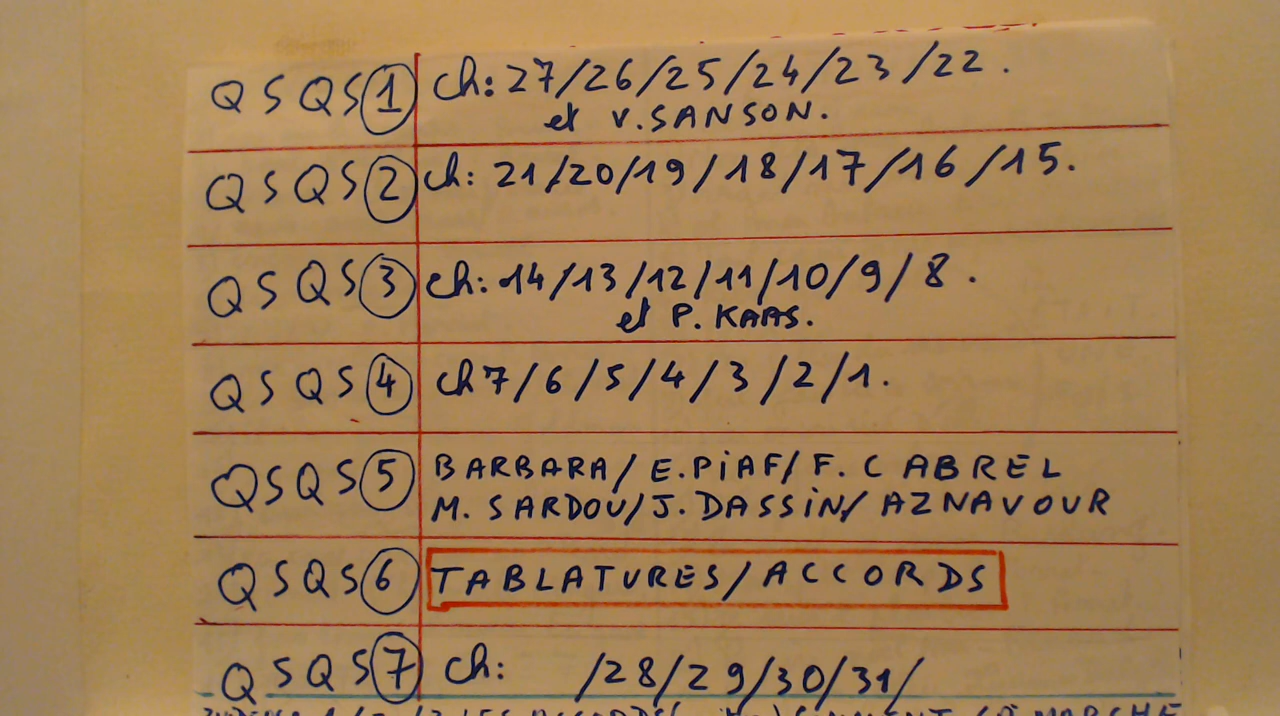 QSQS 1 ch: 27/26/25/24/23/22.
et V.SANSON.
QSQS 2 ch: 21/20/19/18/17/16/15.
QSQS 3 ch: 14/13/12/11/10/9/8.
et P. KAAS.
QSQS 4 ch 7/6/5/4/3/2/1.
QSQS 5 BARBARA/ E.PiAF/ F. CABREL
M. SARDOU/J. DASSiN/ AZNAVOUR
QSQS 6 TABLATURES/ACCORDS
QSQS 7 ch: /28/29/30/31/
LES ACCORDS
MARCHE